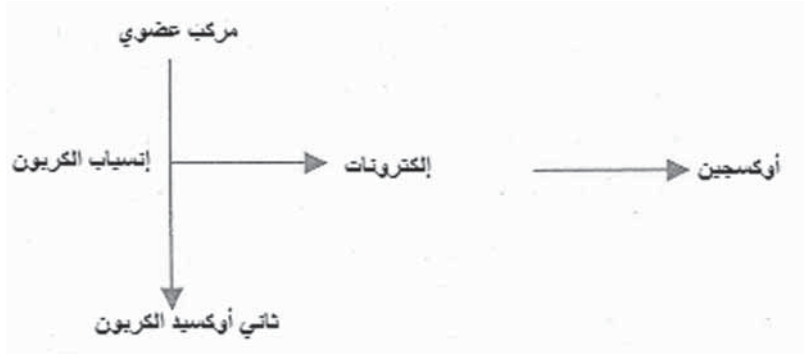 مركب عضوي
إنسياب الكربون
إلكترونات
أوكسجين
ثاني أوكسيد الكربون